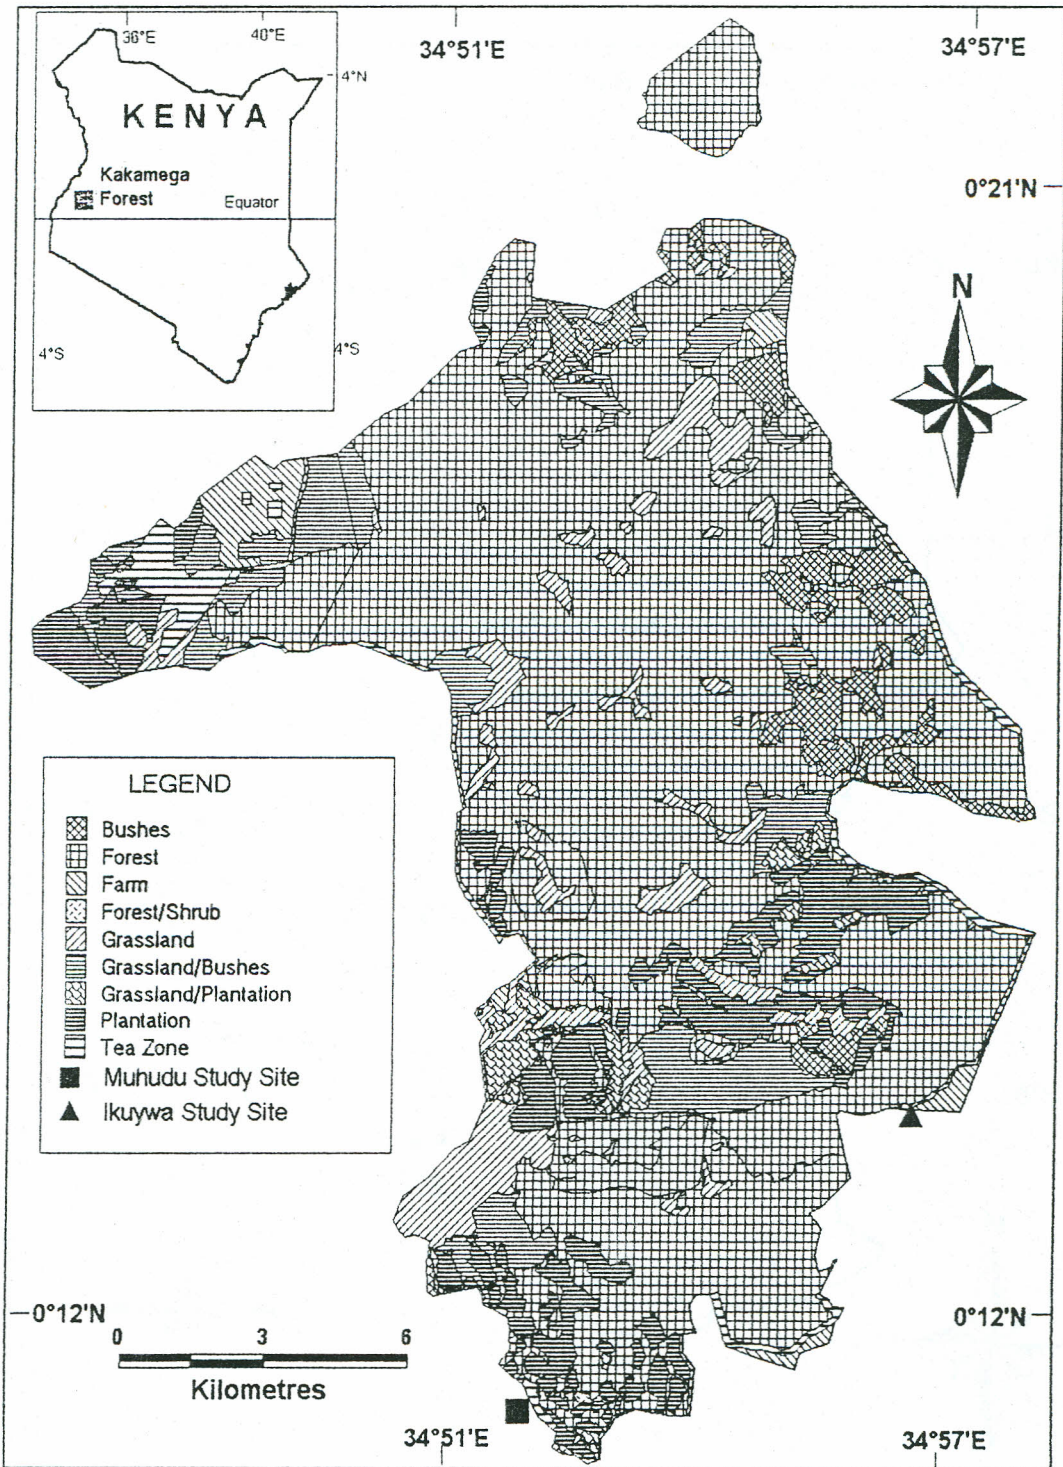 36°E 40°E
4°N
KENYA
Kakamega
Forest
Equator
4°S 4°S
34°51'E 34°57'E
0°21'N
N
LEGEND
Bushes
Forest
Farm
Forest/Shrub
Grassland
Grassland/Bushes
Grassland/Plantation
Plantation
Tea Zone
Muhudu Study Site
Ikuywa Study Site
0°12'N 0°12'N
0 3 6
Kilometres
34°51'E 34°57'E